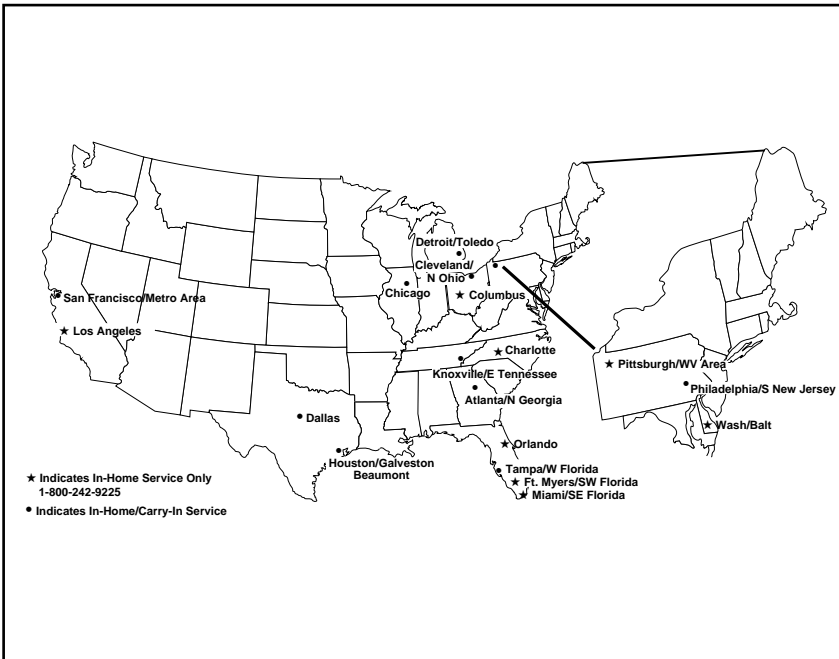 Detroit/Toledo
Cleveland/
N Ohio
Chicago
Columbus
San Francisco/Metro Area
Los Angeles
Charlotte
Knoxville/E Tennessee
Atlanta/N Georgia
Pittsburgh/WV Area
Philadelphia/S New Jersey
Wash/Balt
Dallas
Orlando
Houston/Galveston
Beaumont
Tampa/W Florida
Ft. Myers/SW Florida
Miami/SE Florida
★ Indicates In-Home Service Only
1-800-242-9225
● Indicates In-Home/Carry-In Service